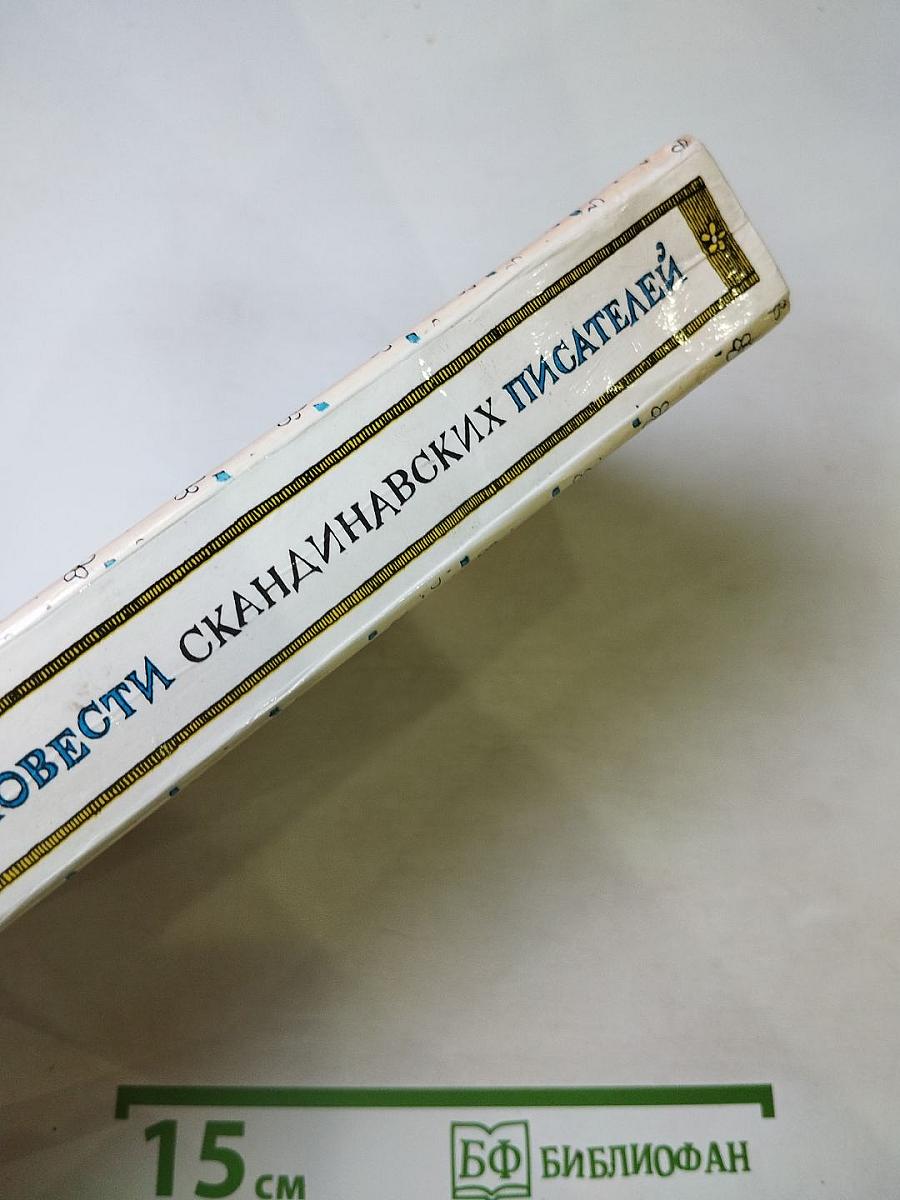 ОВЕСТИ СКАНДИНАВСКИХ ПИСАТЕЛЕЙ
15 см
БФ БИБЛИОФАН